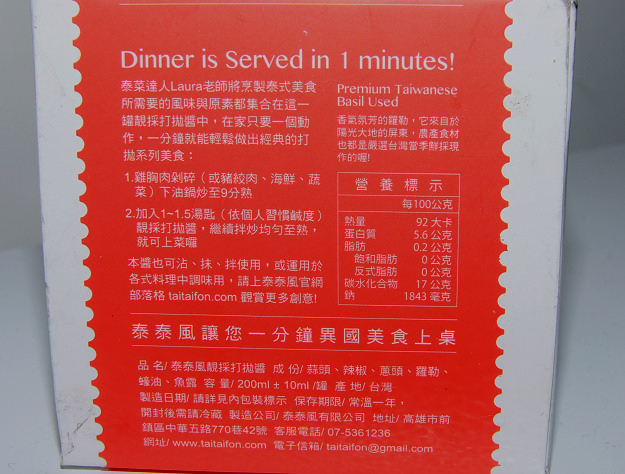 Dinner is Served in 1 minutes!
泰菜達人Laura老師將烹製泰式美食
所需要的風味與原素都集合在這一
罐靚採打拋醬中，在家只要一個動
作，一分鐘就能輕鬆做出經典的打
拋系列美食：
1.雞胸肉剁碎（或豬絞肉、海鮮、蔬
菜）下油鍋炒至9分熟
2.加入1~1.5湯匙（依個人習慣鹹度）
靚採打拋醬，繼續拌炒均勻至熟，
就可上菜囉
本醬也可沾、抹、拌使用，或運用於
各式料理中調味用，請上泰泰風官網
部落格 taitaifon.com 觀賞更多創意!
Premium Taiwanese
Basil Used
香氣氛芳的羅勒，它來自於
陽光大地的屏東，農產食材
也都是嚴選台灣當季鮮採現
作的喔!
營養標示
每100公克
熱量 92 大卡
蛋白質 5.6 公克
脂肪 0.2 公克
飽和脂肪 0 公克
反式脂肪 0 公克
碳水化合物 17 公克
鈉 1843 毫克
泰泰風讓您一分鐘異國美食上桌
品 名/ 泰泰風靚採打拋醬 成 份/ 蒜頭、辣椒、蔥頭、羅勒、
蠔油、魚露 容 量/ 200ml ± 10ml /罐 產 地/ 台灣
製造日期/ 請詳見內包裝標示 保存期限/ 常溫一年，
開封後需請冷藏 製造公司/ 泰泰風有限公司 地址/ 高雄市前
鎮區中華五路770巷42號 客服電話/ 07-5361236
網址/ www.taitaifon.com 電子信箱/ taitaifon@gmail.com